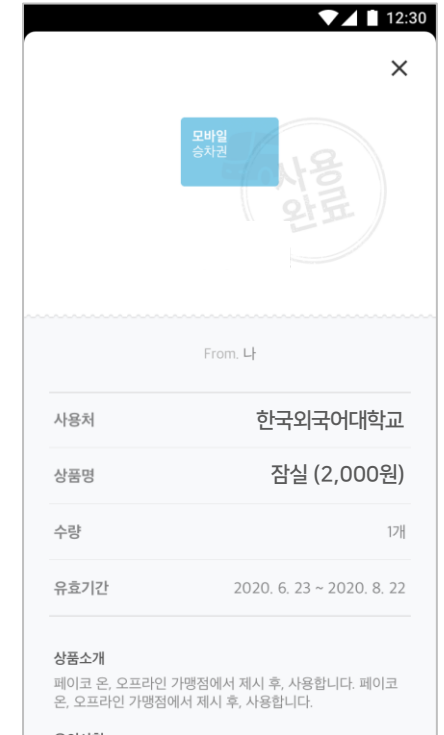 12:30
모바일
승차권
사용
완료
From. 나
사용처 한국외국어대학교
상품명 잠실 (2,000원)
수량 1개
유효기간 2020. 6. 23 ~ 2020. 8. 22
상품소개
페이코 온, 오프라인 가맹점에서 제시 후, 사용합니다. 페이코
온, 오프라인 가맹점에서 제시 후, 사용합니다.